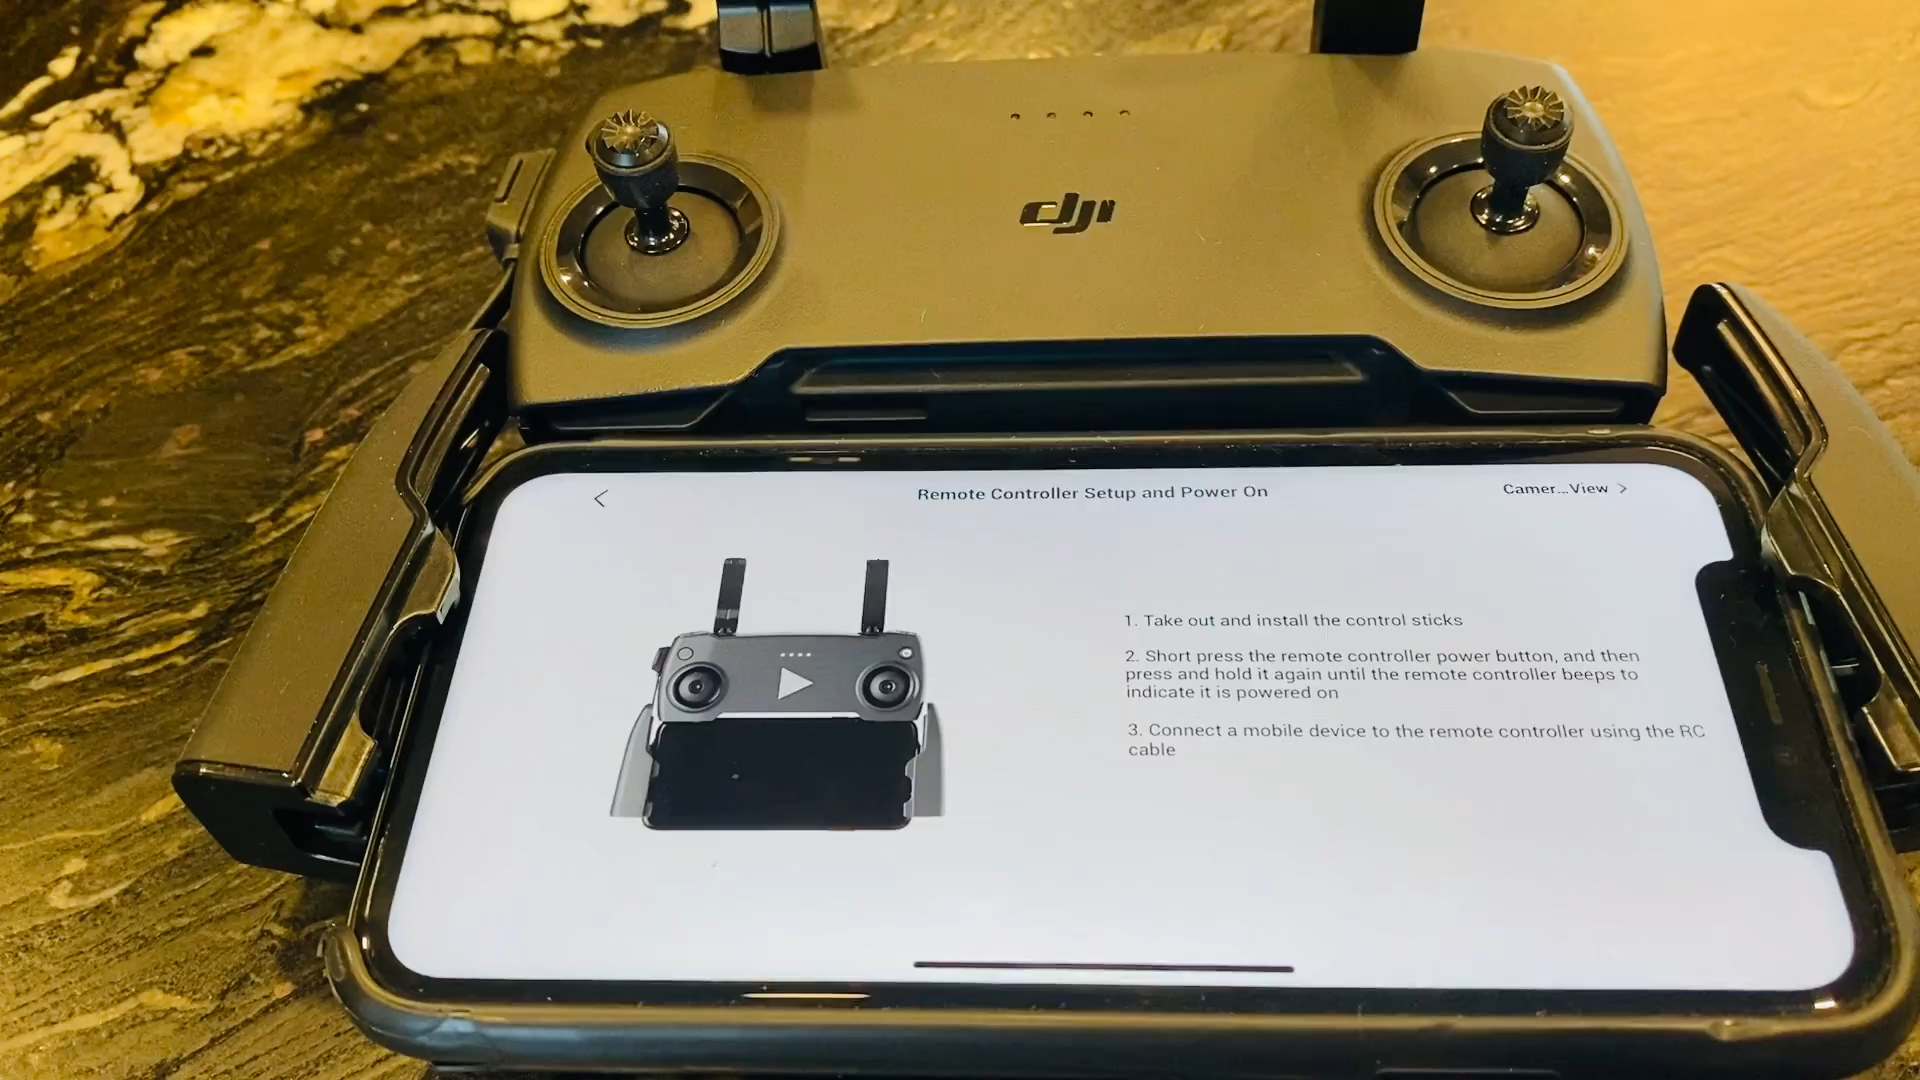 dji
Remote Controller Setup and Power On
Camer...View >
1. Take out and install the control sticks
2. Short press the remote controller power button, and then
press and hold it again until the remote controller beeps to
indicate it is powered on
3. Connect a mobile device to the remote controller using the RC
cable